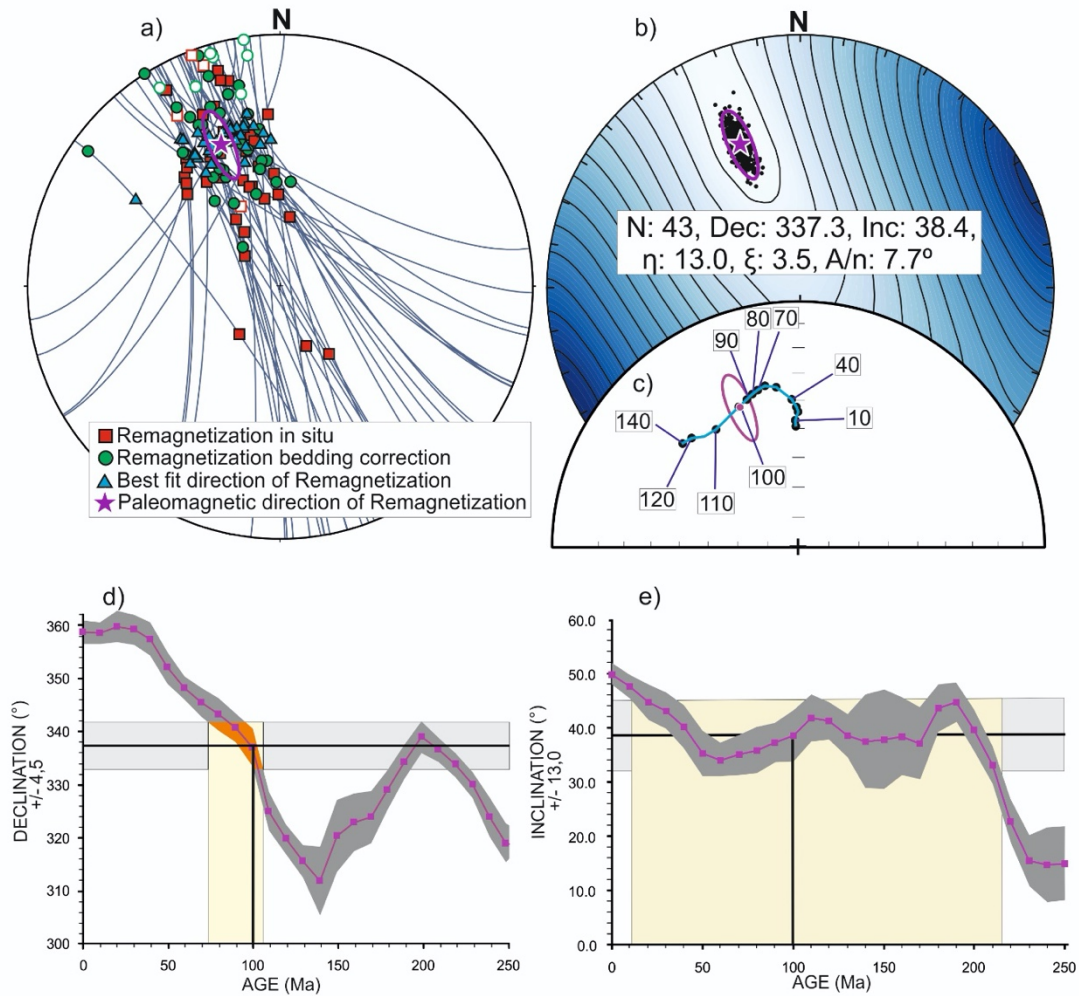 a)
N
b)
N
N: 43, Dec: 337.3, Inc: 38.4,
η: 13.0, ξ: 3.5, A/n: 7.7º
c)
90
80
70
40
10
140
120
110
100
Remagnetization in situ
Remagnetization bedding correction
Best fit direction of Remagnetization
Paleomagnetic direction of Remagnetization
d)
360
350
340
330
320
310
300
DECLINATION (°)
+/- 4,5
0
50
100
150
200
250
AGE (Ma)
e)
60.0
50.0
40.0
30.0
20.0
10.0
0.0
INCLINATION (°)
+/- 13,0
0
50
100
150
200
250
AGE (Ma)